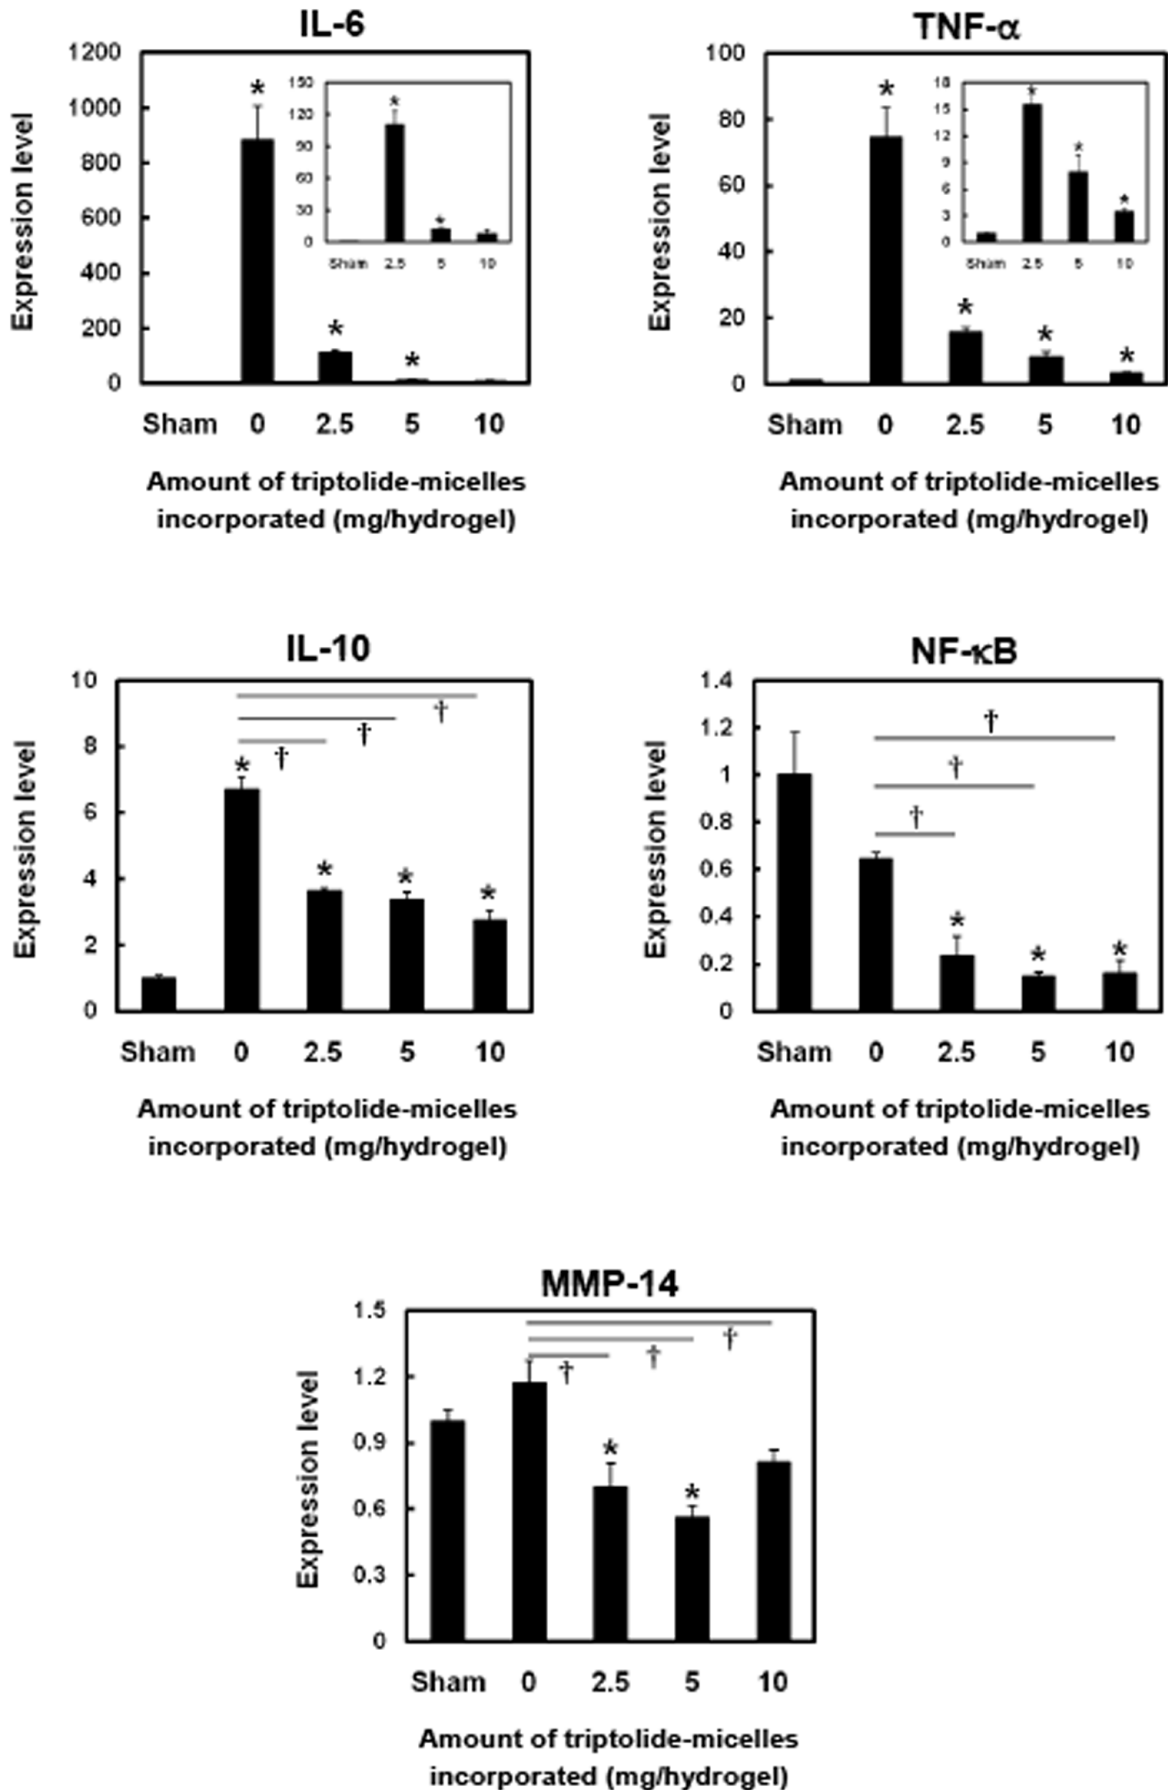 IL-6
1200
1000
800
600
400
200
0
Expression level
*
*
*
150
120
90
60
30
0
*
*
Sham 2.5 5 10
Sham 0 2.5 5 10
Amount of triptolide-micelles
incorporated (mg/hydrogel)
TNF-α
100
80
60
40
20
0
Expression level
*
*
*
*
18
15
12
9
6
3
0
*
*
*
Sham 2.5 5 10
Sham 0 2.5 5 10
Amount of triptolide-micelles
incorporated (mg/hydrogel)
IL-10
10
8
6
4
2
0
Expression level
†
†
†
*
*
*
*
Sham 0 2.5 5 10
Amount of triptolide-micelles
incorporated (mg/hydrogel)
NF-κB
1.4
1.2
1
0.8
0.6
0.4
0.2
0
Expression level
†
†
†
*
*
*
Sham 0 2.5 5 10
Amount of triptolide-micelles
incorporated (mg/hydrogel)
MMP-14
1.5
1.2
0.9
0.6
0.3
0
Expression level
†
†
†
*
*
Sham 0 2.5 5 10
Amount of triptolide-micelles
incorporated (mg/hydrogel)